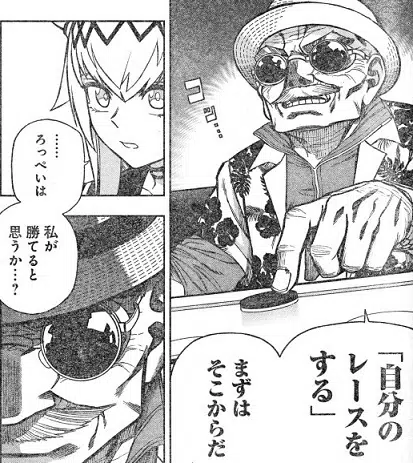 コッ…
「自分の
レースを
する」
まずは
そこからだ
……
ろっぺいは
私が
勝てると
思うか…?